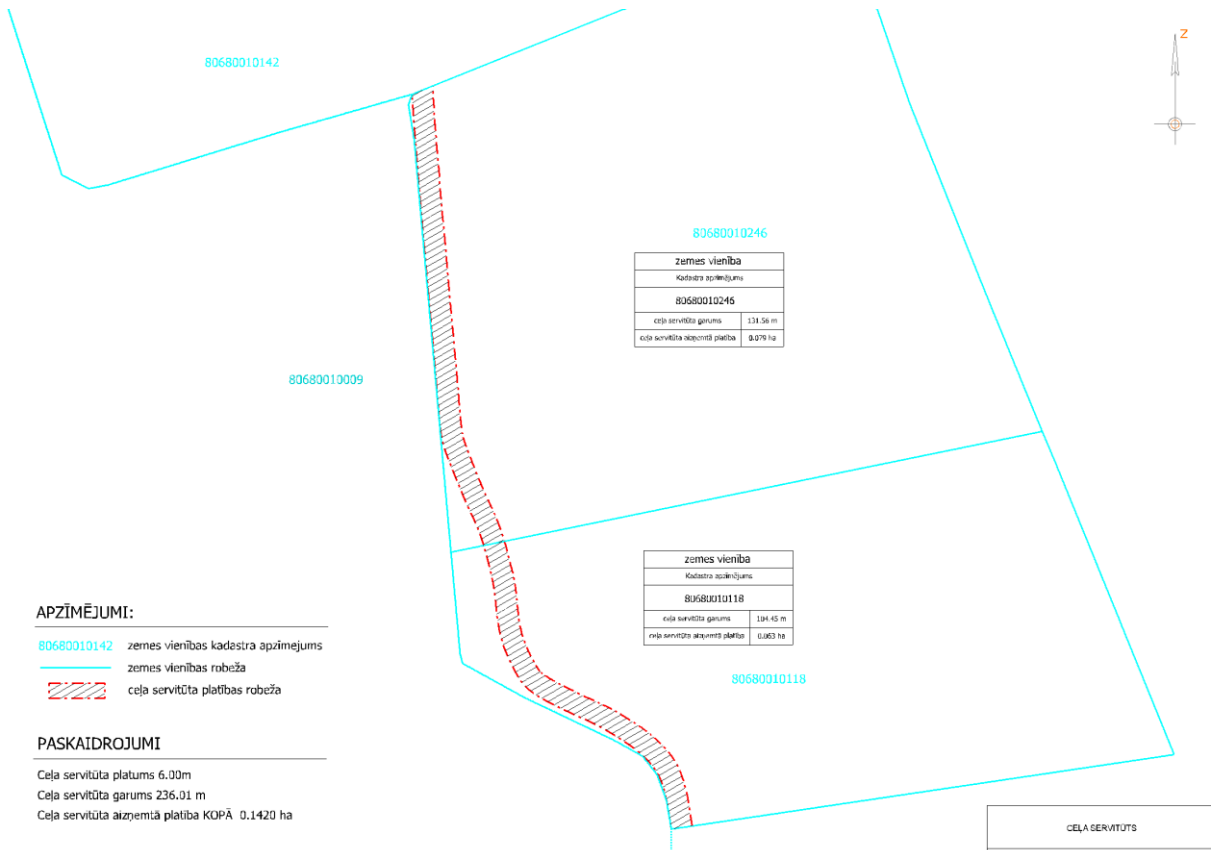 Z
80680010142
80680010246
zemes vienība
Kadastra apzīmējums
80680010246
ceļa servitūta garums 131.56 m
ceļa servitūta aizņemtā platība 0.079 ha
80680010009
zemes vienība
Kadastra apzīmējums
80680010118
ceļa servitūta garums 104.45 m
ceļa servitūta aizņemtā platība 0.063 ha
80680010118
APZĪMĒJUMI:
80680010142 zemes vienības kadastra apzīmejums
zemes vienības robeža
ceļa servitūta platības robeža
PASKAIDROJUMI
Ceļa servitūta platums 6.00m
Ceļa servitūta garums 236.01 m
Ceļa servitūta aizņemtā platība KOPĀ 0.1420 ha
CEĻA SERVITŪTS